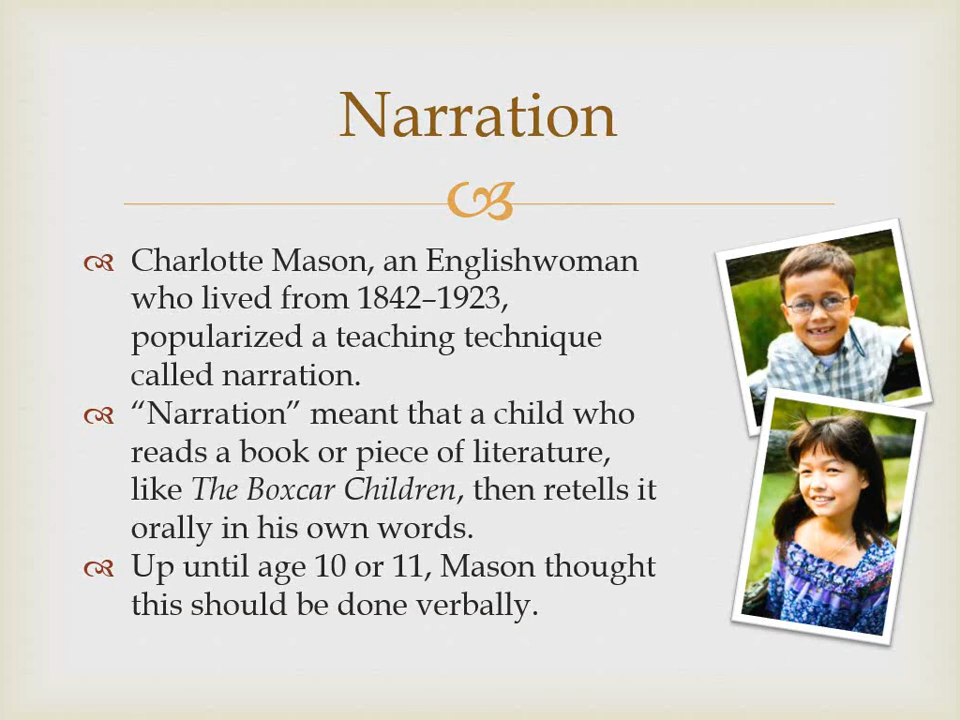 Narration
Charlotte Mason, an Englishwoman
who lived from 1842–1923,
popularized a teaching technique
called narration.
“Narration” meant that a child who
reads a book or piece of literature,
like The Boxcar Children, then retells it
orally in his own words.
Up until age 10 or 11, Mason thought
this should be done verbally.